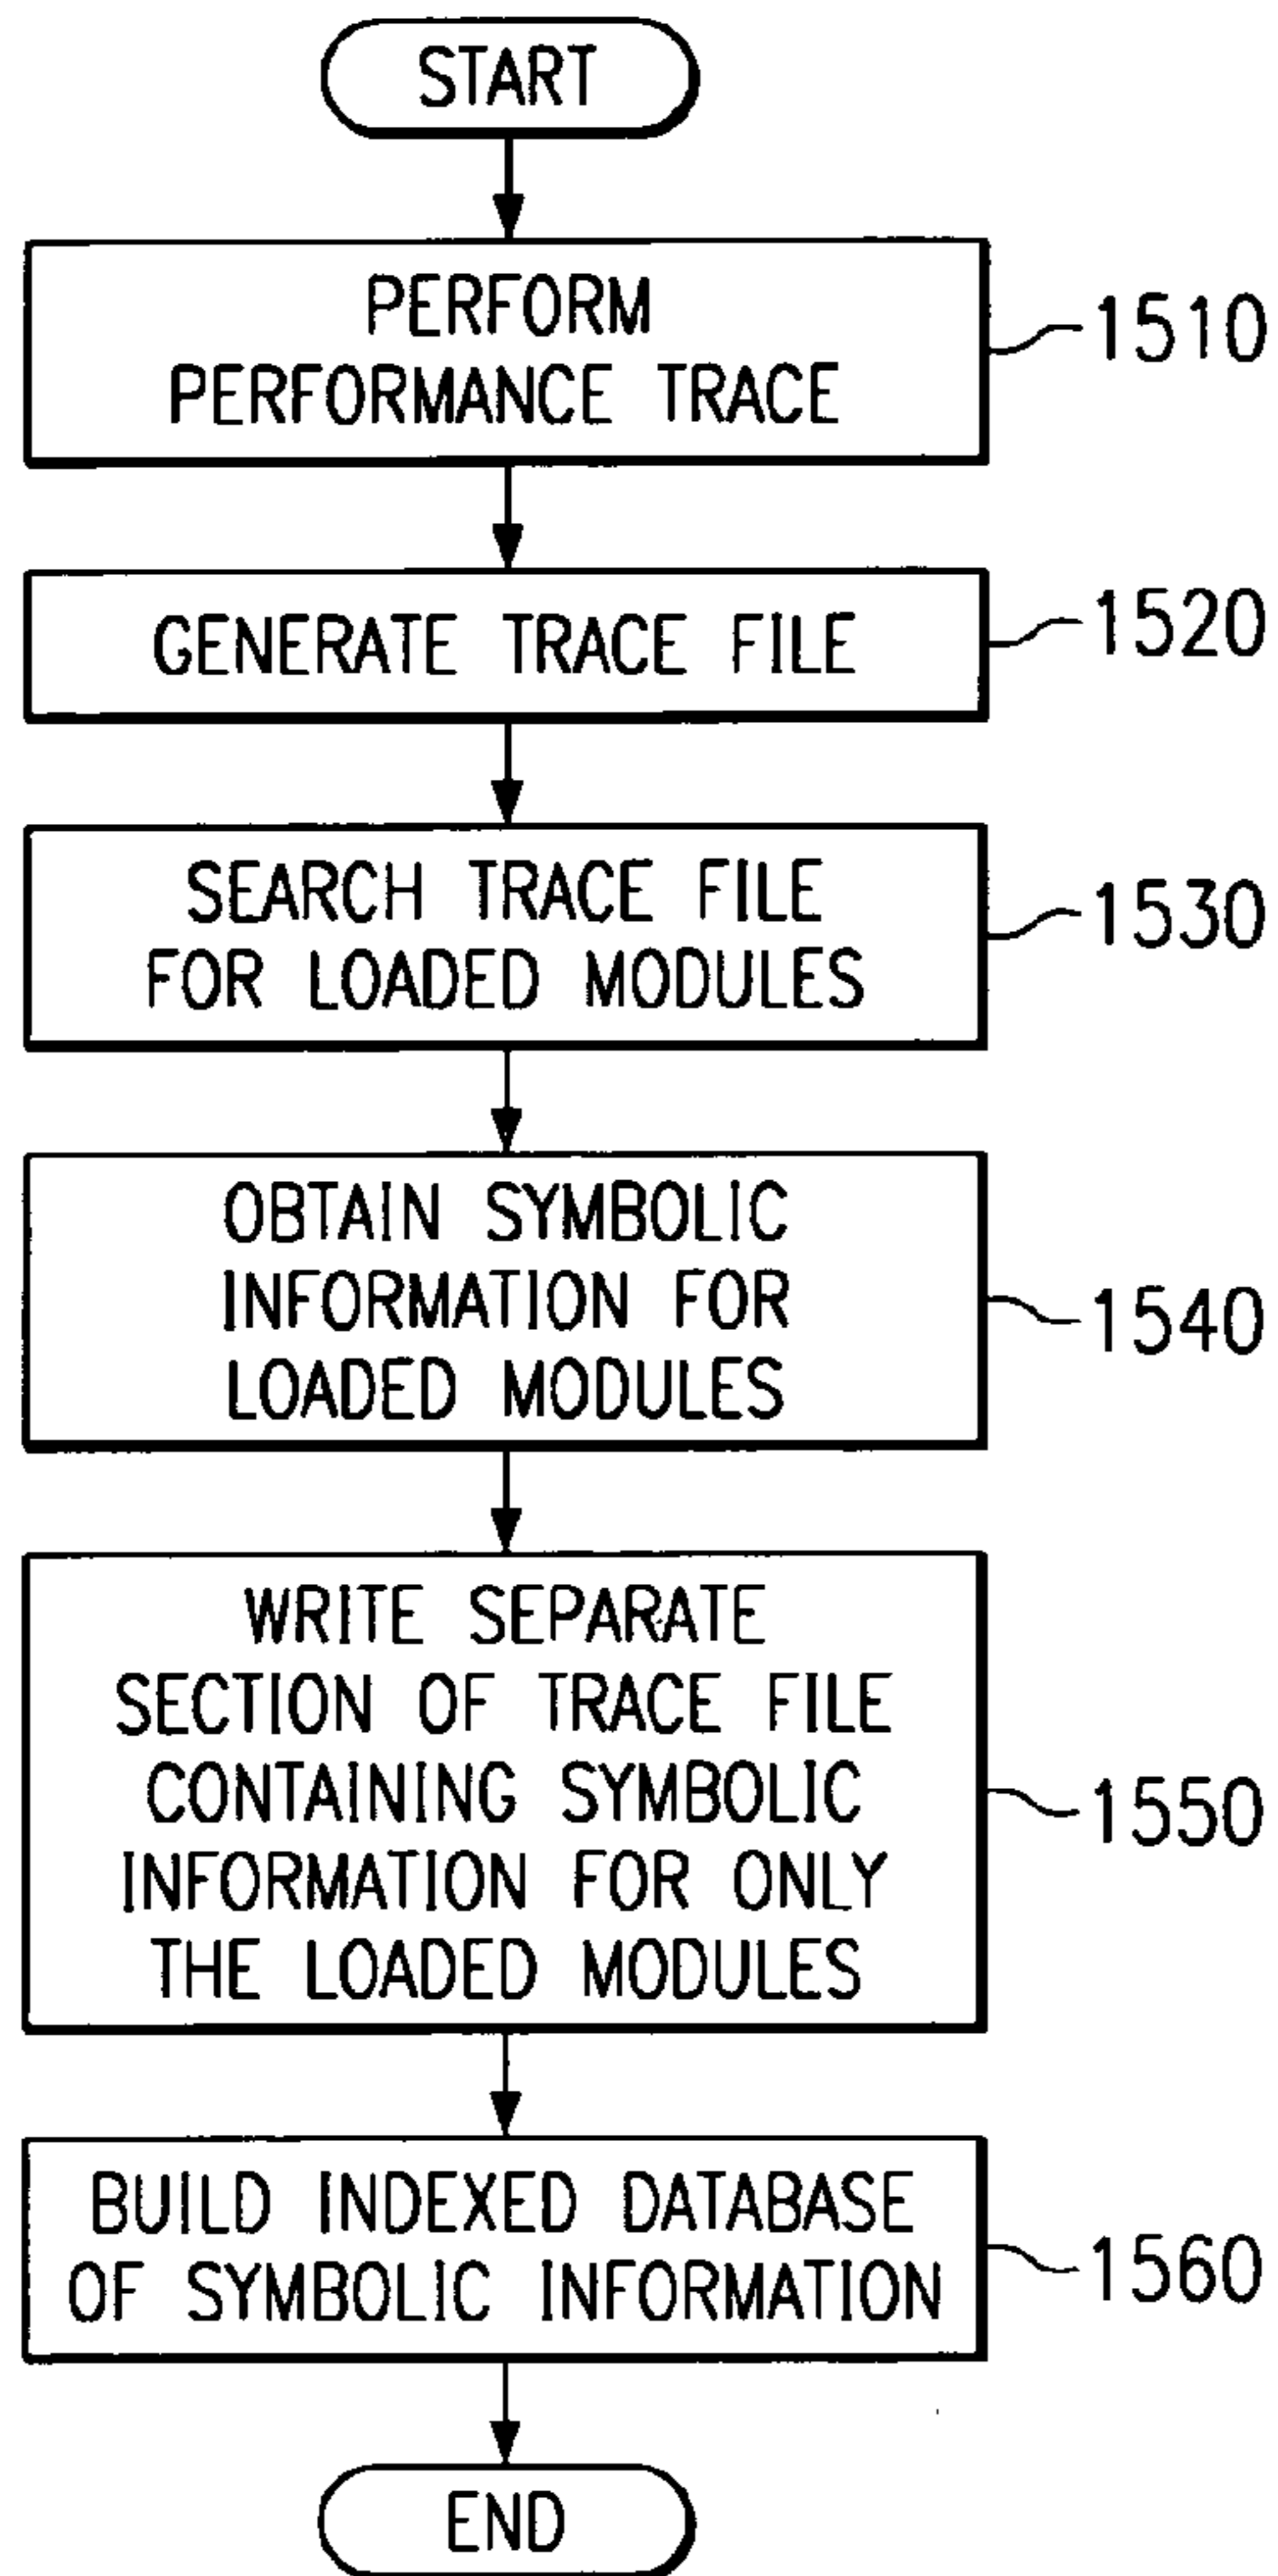 START
PERFORM
PERFORMANCE TRACE
1510
GENERATE TRACE FILE
1520
SEARCH TRACE FILE
FOR LOADED MODULES
1530
OBTAIN SYMBOLIC
INFORMATION FOR
LOADED MODULES
1540
WRITE SEPARATE
SECTION OF TRACE FILE
CONTAINING SYMBOLIC
INFORMATION FOR ONLY
THE LOADED MODULES
1550
BUILD INDEXED DATABASE
OF SYMBOLIC INFORMATION
1560
END